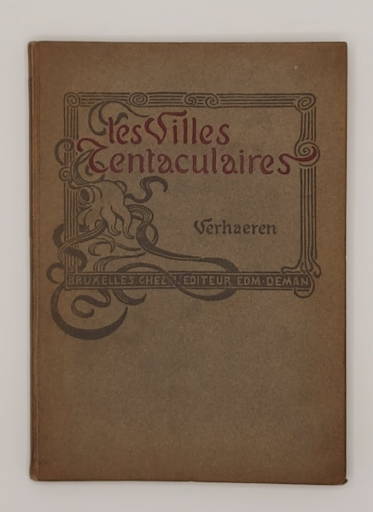 les Villes
Tentaculaires
Verhaeren
BRUXELLES CHEZ L'EDITEUR EDM·DEMAN